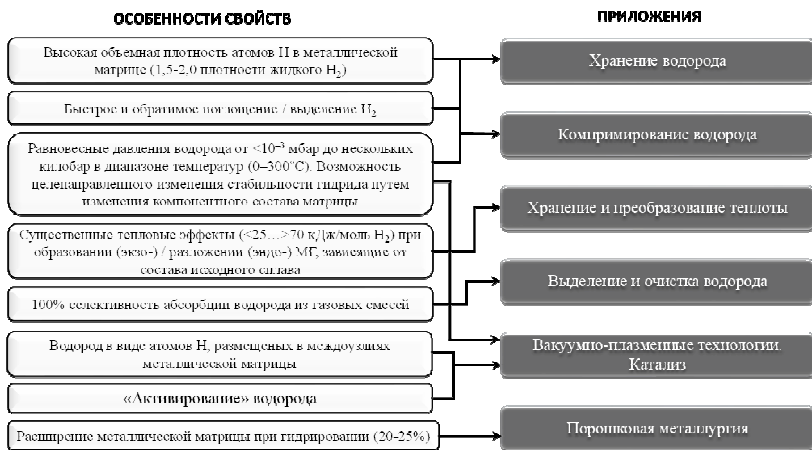 ОСОБЕННОСТИ СВОЙСТВ
Высокая объемная плотность атомов Н в металлической
матрице (1,5-2,0 плотности жидкого H₂)
Быстрое и обратимое поглощение / выделение H₂
Равновесные давления водорода от <10⁻³ мбар до нескольких
килобар в диапазоне температур (0–300°С). Возможность
целенаправленного изменения стабильности гидрида путем
изменения компонентного состава матрицы
Существенные тепловые эффекты (<25…>70 кДж/моль H₂) при
образовании (экзо-) / разложении (эндо-) МГ, зависящие от
состава исходного сплава
100% селективность абсорбции водорода из газовых смесей
Водород в виде атомов Н, размещеных в междоузлиях
металлической матрицы
«Активирование» водорода
Расширение металлической матрицы при гидрировании (20-25%)
ПРИЛОЖЕНИЯ
Хранение водорода
Компримирование водорода
Хранение и преобразование теплоты
Выделение и очистка водорода
Вакуумно-плазменные технологии.
Катализ
Порошковая металлургия